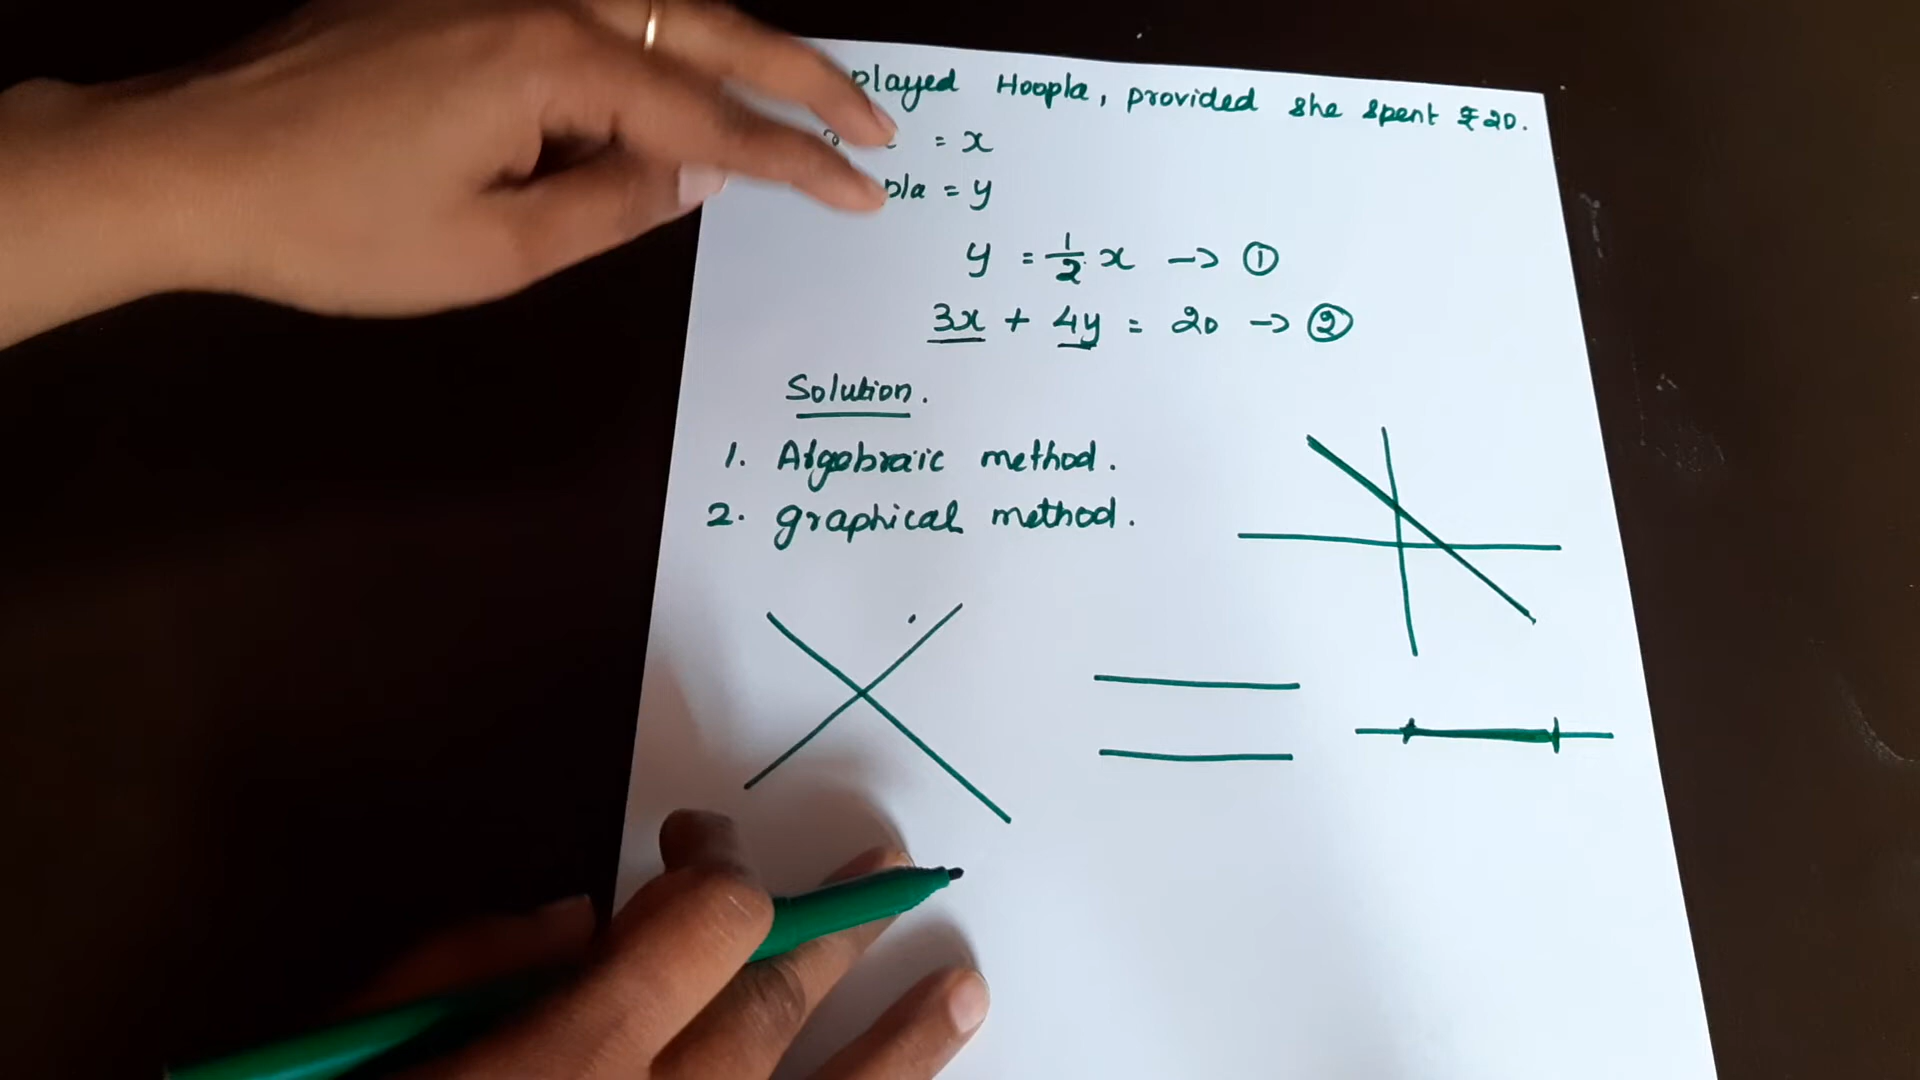 played Hoopla, provided she spent ₹20.
= x
pla = y
y = 1/2 x → ①
3x + 4y = 20 → ②
Solution.
1. Algebraic method.
2. graphical method.